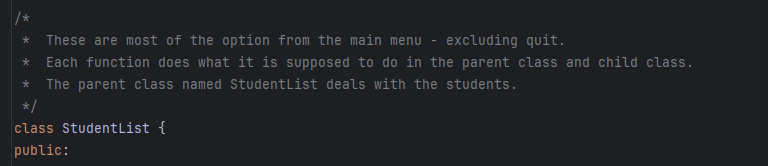 /*
 *  These are most of the option from the main menu - excluding quit.
 *  Each function does what it is supposed to do in the parent class and child class.
 *  The parent class named StudentList deals with the students.
 */
class StudentList {
public: